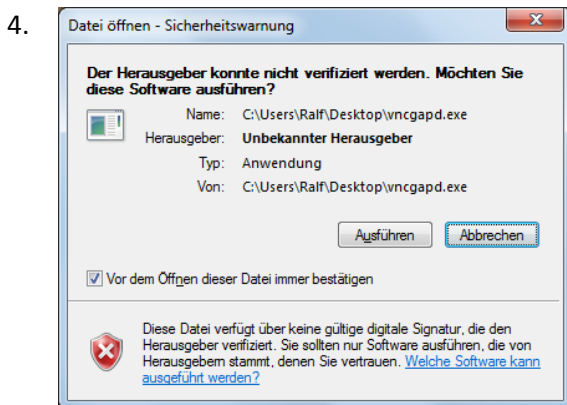 4.
Datei öffnen - Sicherheitswarnung
Der Herausgeber konnte nicht verifiziert werden. Möchten Sie
diese Software ausführen?
Name: C:\Users\Ralf\Desktop\vncgapd.exe
Herausgeber: Unbekannter Herausgeber
Typ: Anwendung
Von: C:\Users\Ralf\Desktop\vncgapd.exe
Ausführen Abbrechen
Vor dem Öffnen dieser Datei immer bestätigen
Diese Datei verfügt über keine gültige digitale Signatur, die den
Herausgeber verifiziert. Sie sollten nur Software ausführen, die von
Herausgebern stammt, denen Sie vertrauen. Welche Software kann
ausgeführt werden?